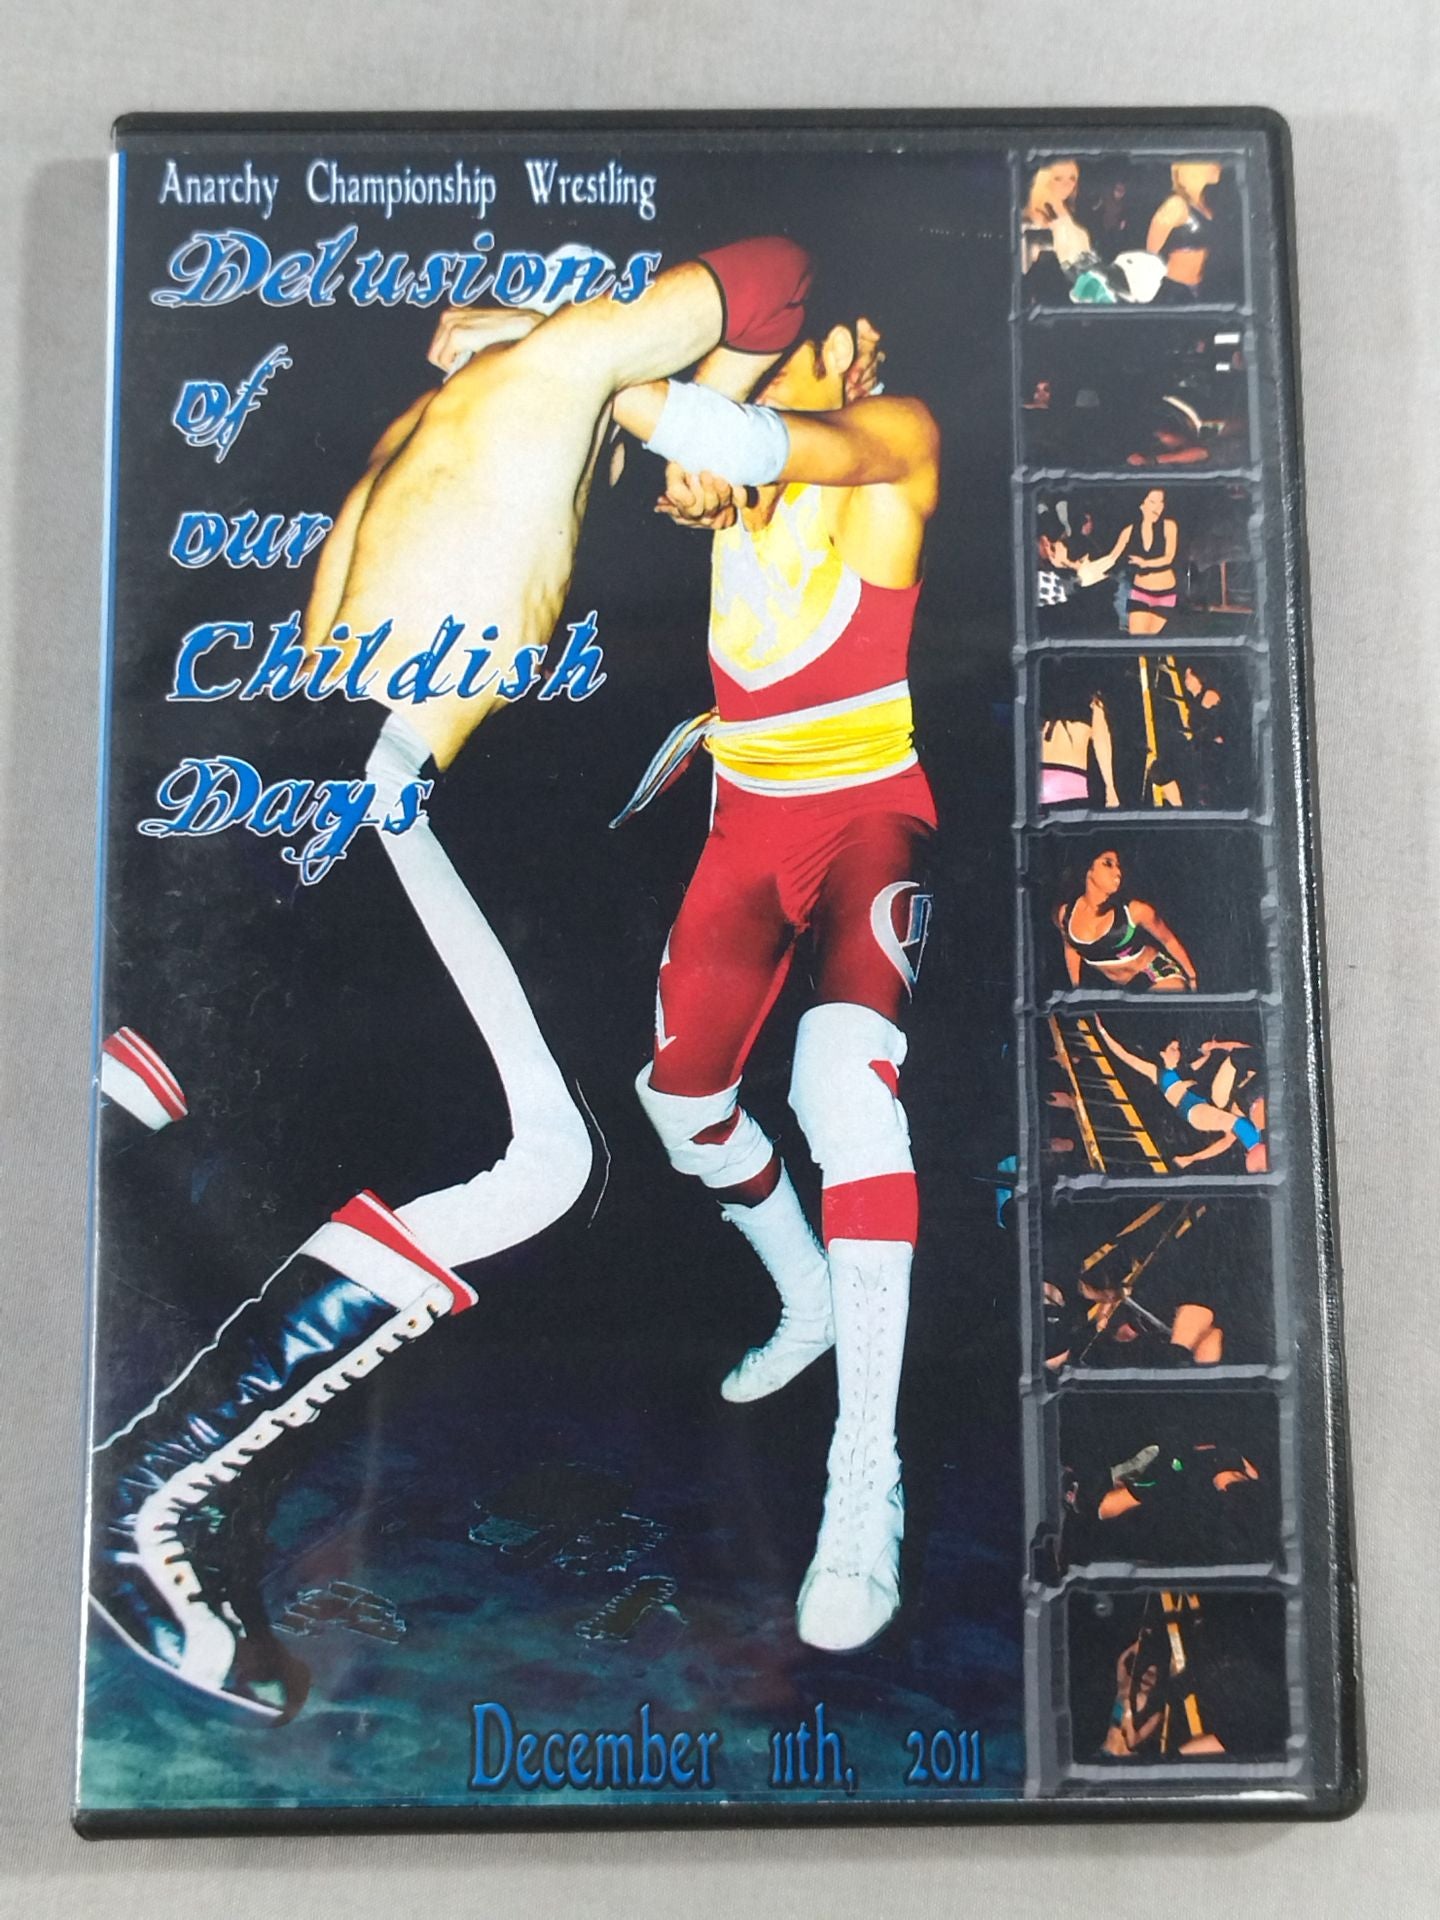 Anarchy Championship Wrestling
Delusions
of
our
Childish
Days
December 11th, 2011